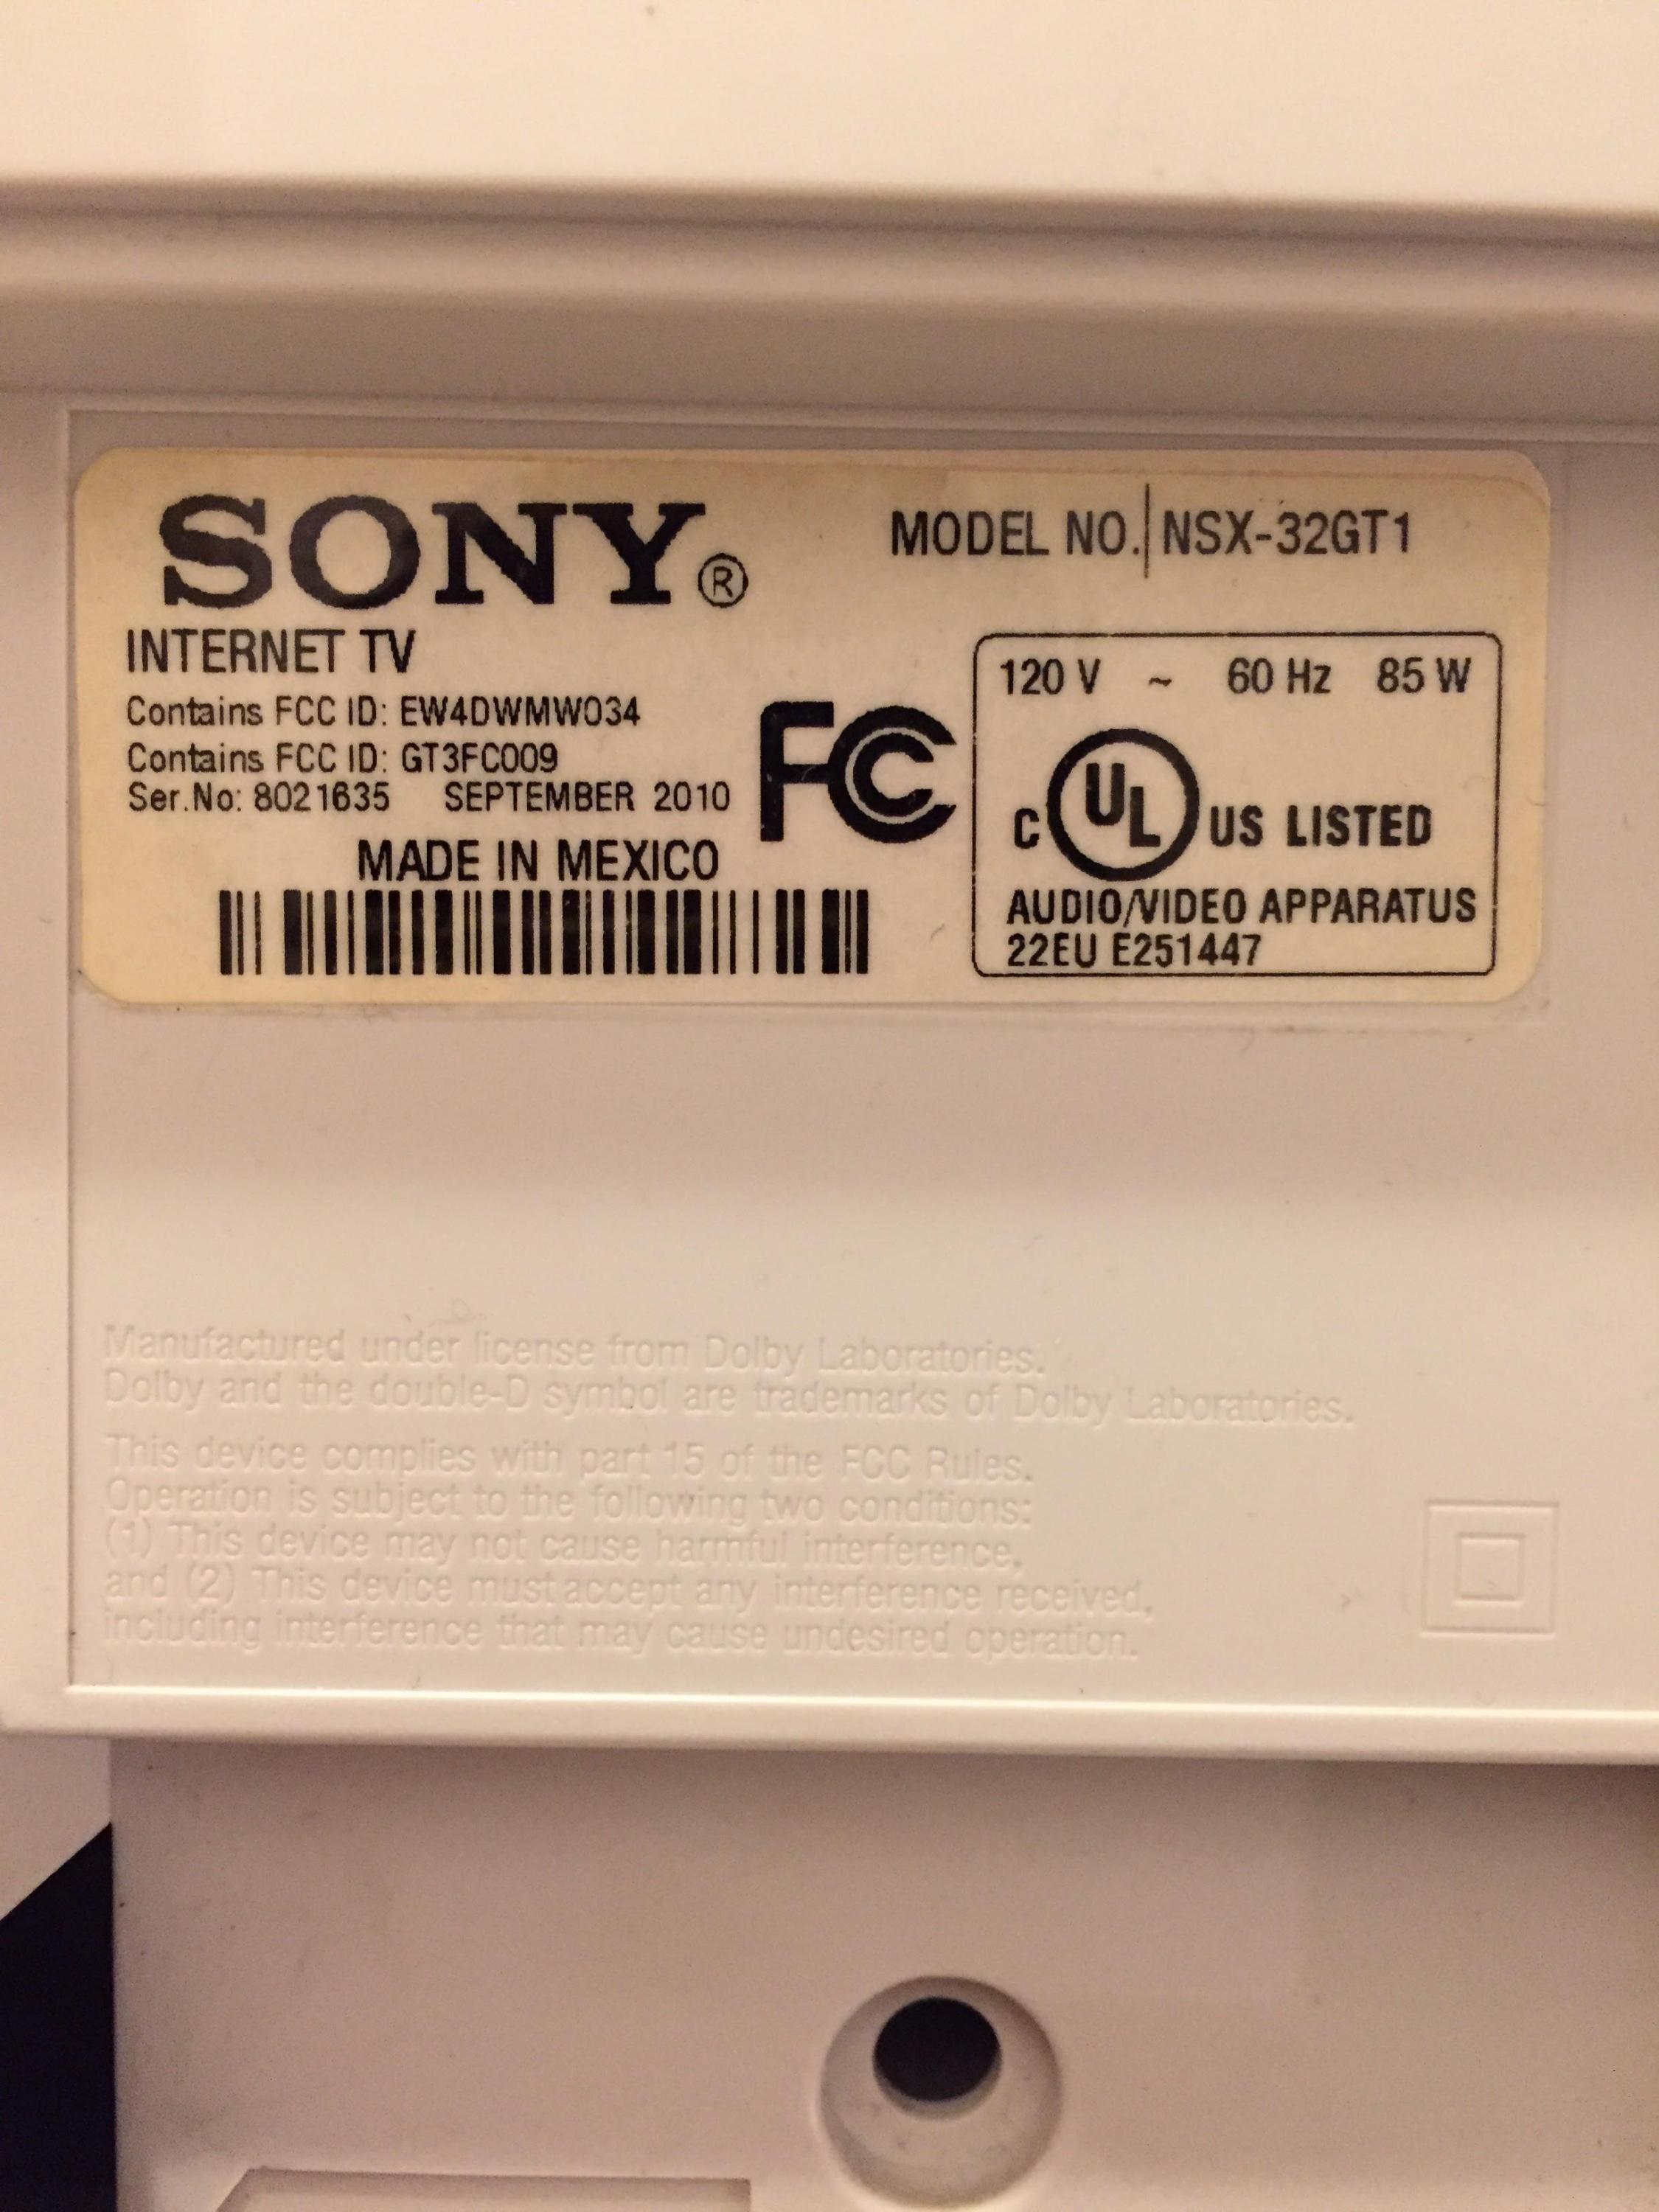 SONY®
MODEL NO. NSX-32GT1
INTERNET TV
Contains FCC ID: EW4DWMW034
Contains FCC ID: GT3FC009
Ser.No: 8021635 SEPTEMBER 2010
MADE IN MEXICO
FC
120 V ~ 60 Hz 85 W
C UL US LISTED
AUDIO/VIDEO APPARATUS
22EU E251447
Manufactured under license from Dolby Laboratories.
Dolby and the double-D symbol are trademarks of Dolby Laboratories.
This device complies with part 15 of the FCC Rules.
Operation is subject to the following two conditions:
(1) This device may not cause harmful interference,
and (2) This device must accept any interference received,
including interference that may cause undesired operation.